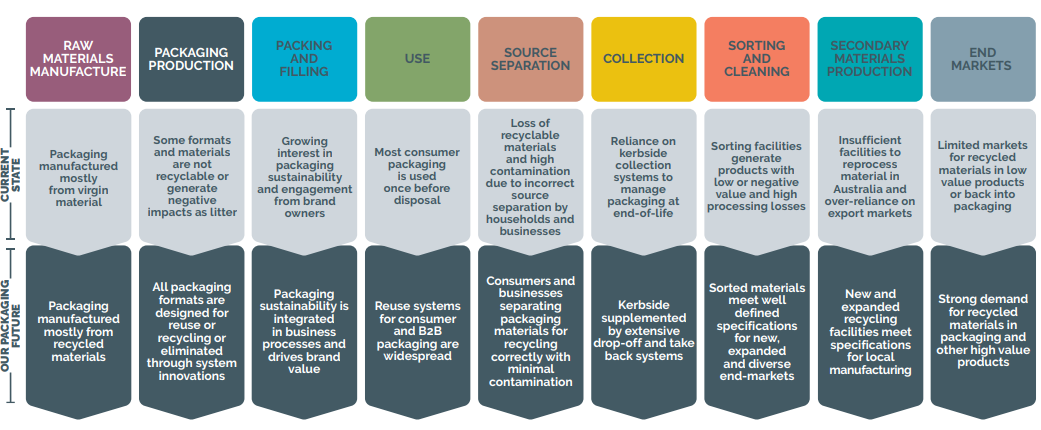 RAW
MATERIALS
MANUFACTURE
PACKAGING
PRODUCTION
PACKING
AND
FILLING
USE
SOURCE
SEPARATION
COLLECTION
SORTING
AND
CLEANING
SECONDARY
MATERIALS
PRODUCTION
END
MARKETS
CURRENT
STATE
Packaging
manufactured
mostly
from virgin
material
Some formats
and materials
are not
recyclable or
generate
negative
impacts as litter
Growing
interest in
packaging
sustainability
and engagement
from brand
owners
Most consumer
packaging
is used
once before
disposal
Loss of
recyclable
materials
and high
contamination
due to incorrect
source
separation by
households and
businesses
Reliance on
kerbside
collection
systems to
manage
packaging at
end-of-life
Sorting facilities
generate
products with
low or negative
value and high
processing losses
Insufficient
facilities to
reprocess
material in
Australia and
over-reliance on
export markets
Limited markets
for recycled
materials in low
value products
or back into
packaging
OUR PACKAGING
FUTURE
Packaging
manufactured
mostly from
recycled
materials
All packaging
formats are
designed for
reuse or
recycling or
eliminated
through system
innovations
Packaging
sustainability is
integrated
in business
processes and
drives brand
value
Reuse systems
for consumer
and B2B
packaging are
widespread
Consumers and
businesses
separating
packaging
materials for
recycling
correctly with
minimal
contamination
Kerbside
supplemented
by extensive
drop-off and take
back systems
Sorted materials
meet well
defined
specifications
for new,
expanded
and diverse
end-markets
New and
expanded
recycling
facilities meet
specifications
for local
manufacturing
Strong demand
for recycled
materials in
packaging and
other high value
products